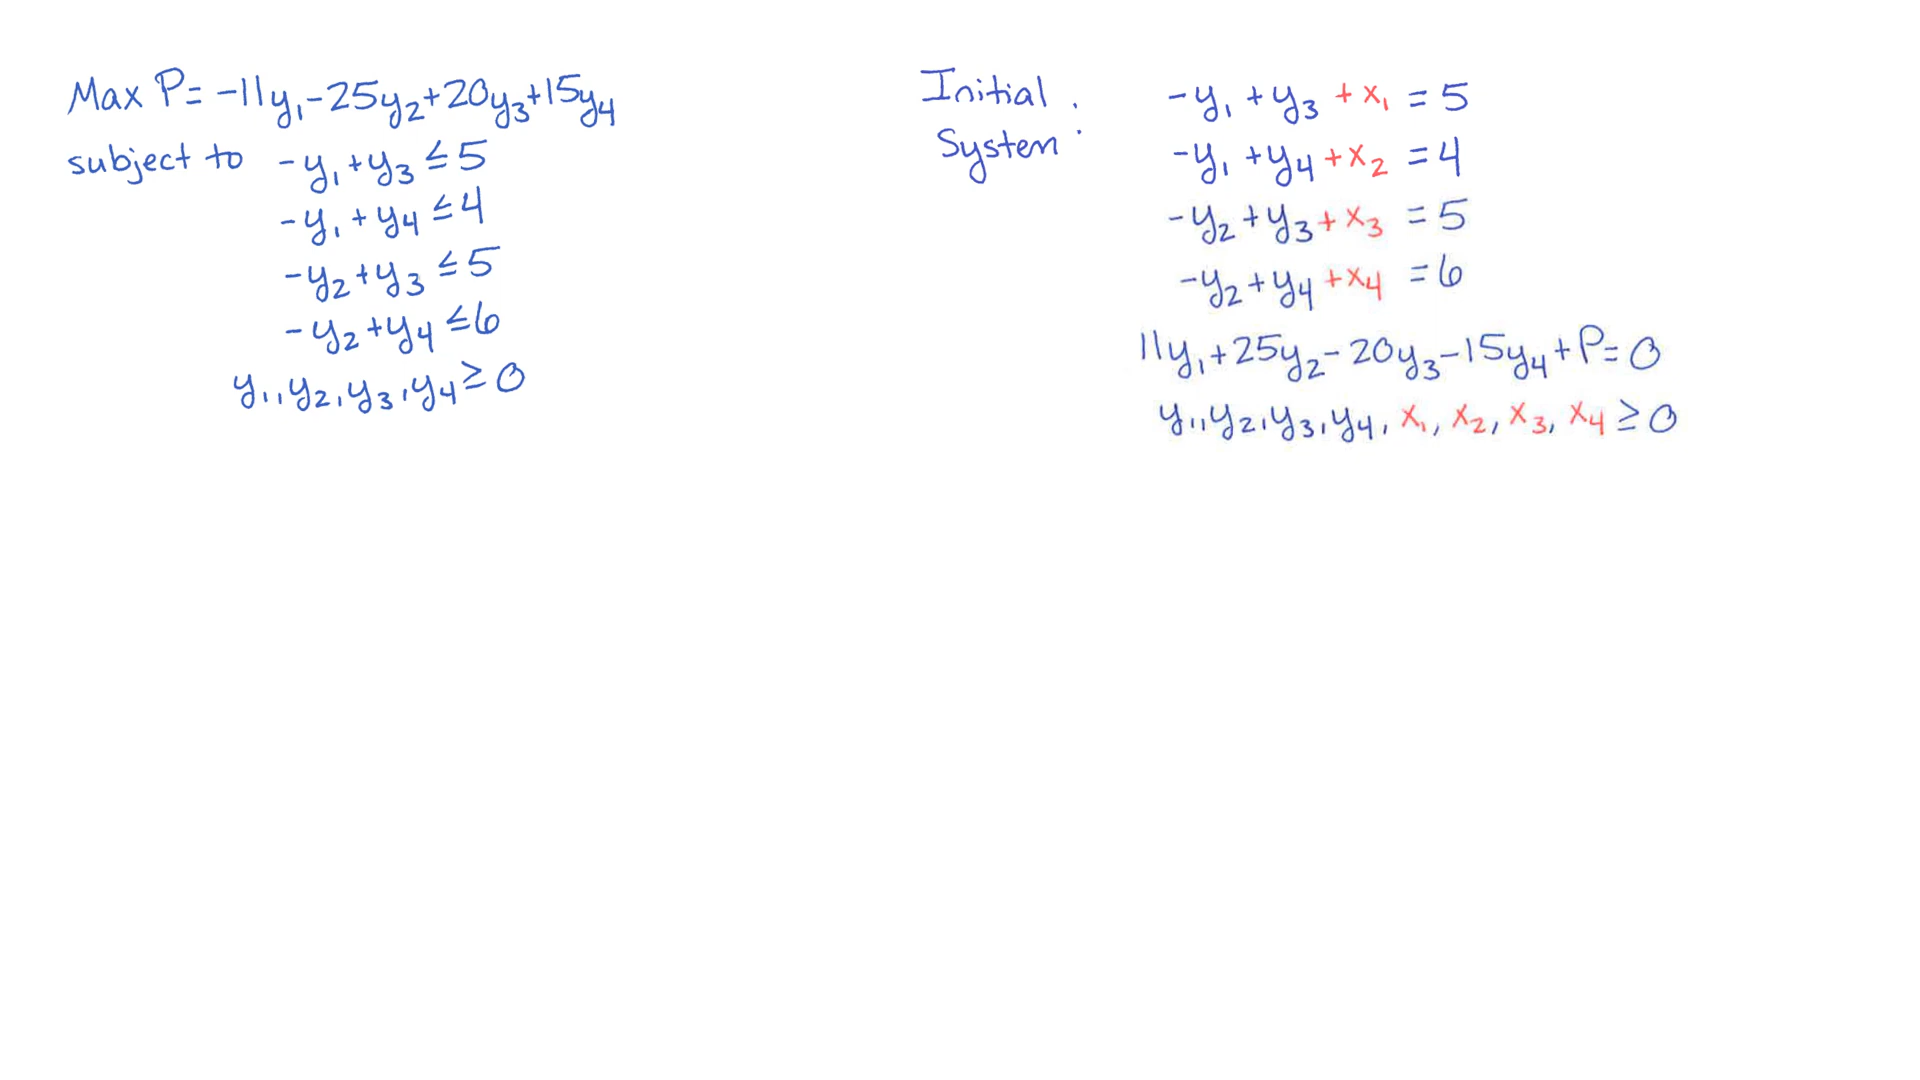 Max P = -11y₁ - 25y₂ + 20y₃ + 15y₄
subject to -y₁ + y₃ ≤ 5
-y₁ + y₄ ≤ 4
-y₂ + y₃ ≤ 5
-y₂ + y₄ ≤ 6
y₁, y₂, y₃, y₄ ≥ 0
Initial
System:
-y₁ + y₃ + x₁ = 5
-y₁ + y₄ + x₂ = 4
-y₂ + y₃ + x₃ = 5
-y₂ + y₄ + x₄ = 6
11y₁ + 25y₂ - 20y₃ - 15y₄ + P = 0
y₁, y₂, y₃, y₄, x₁, x₂, x₃, x₄ ≥ 0